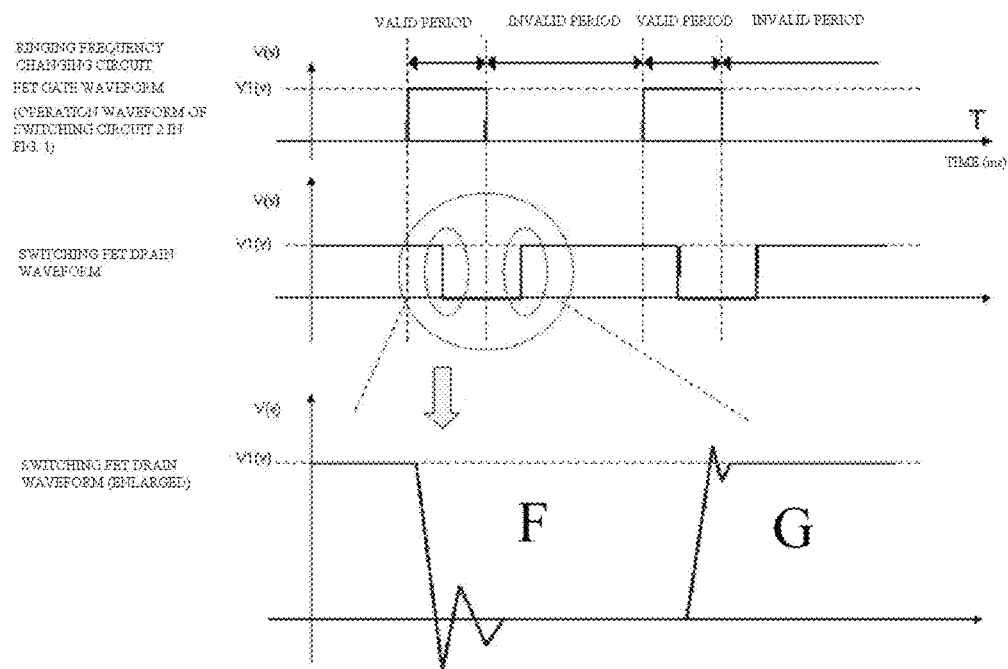 VALID PERIOD INVALID PERIOD VALID PERIOD INVALID PERIOD
RINGING FREQUENCY
CHANGING CIRCUIT
FET GATE WAVEFORM
(OPERATION WAVEFORM OF
SWITCHING CIRCUIT 2 IN
FIG. 1)
V(v)
V1(v)
T
TIME (ms)
V(v)
V1(v)
SWITCHING FET DRAIN
WAVEFORM
V(v)
V1(v)
SWITCHING FET DRAIN
WAVEFORM (ENLARGED)
F
G